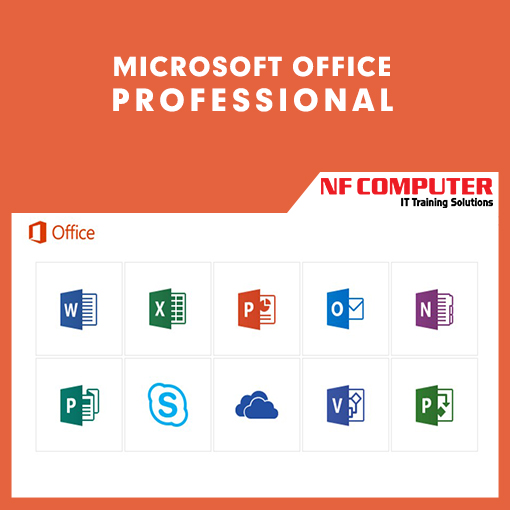 MICROSOFT OFFICE
PROFESSIONAL
NF COMPUTER
IT Training Solutions
Office
W X P O N
P S V P